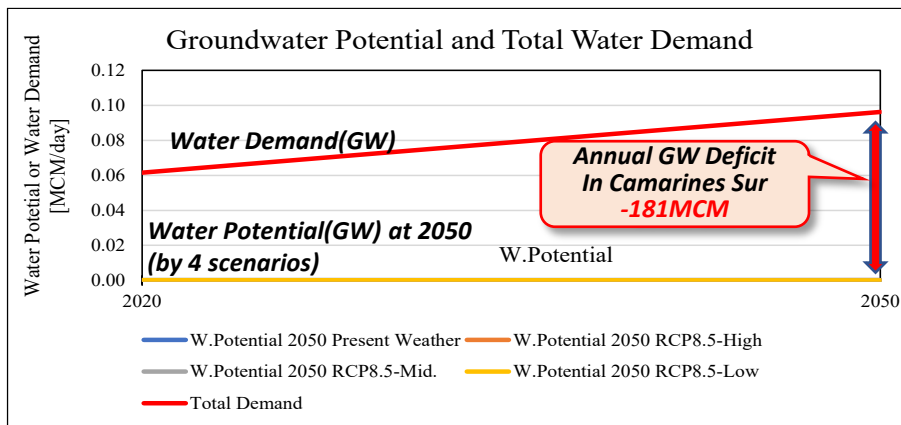 Groundwater Potential and Total Water Demand
Water Potetial or Water Demand
[MCM/day]
0.12
0.10
0.08
0.06
0.04
0.02
0.00
Water Demand(GW)
Annual GW Deficit
In Camarines Sur
-181MCM
Water Potential(GW) at 2050
(by 4 scenarios)
W.Potential
2020
2050
W.Potential 2050 Present Weather
W.Potential 2050 RCP8.5-High
W.Potential 2050 RCP8.5-Mid.
W.Potential 2050 RCP8.5-Low
Total Demand